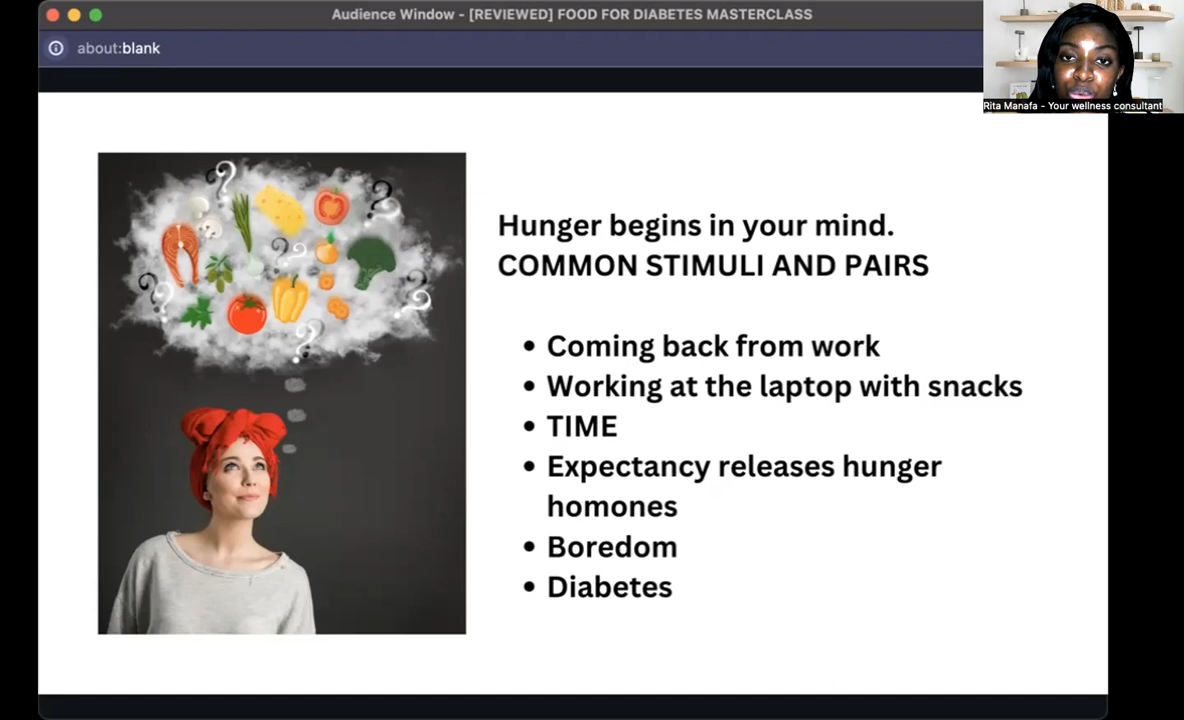 Audience Window - [REVIEWED] FOOD FOR DIABETES MASTERCLASS
about:blank
Rita Manafa - Your wellness consultant
Hunger begins in your mind.
COMMON STIMULI AND PAIRS
• Coming back from work
• Working at the laptop with snacks
• TIME
• Expectancy releases hunger
homones
• Boredom
• Diabetes